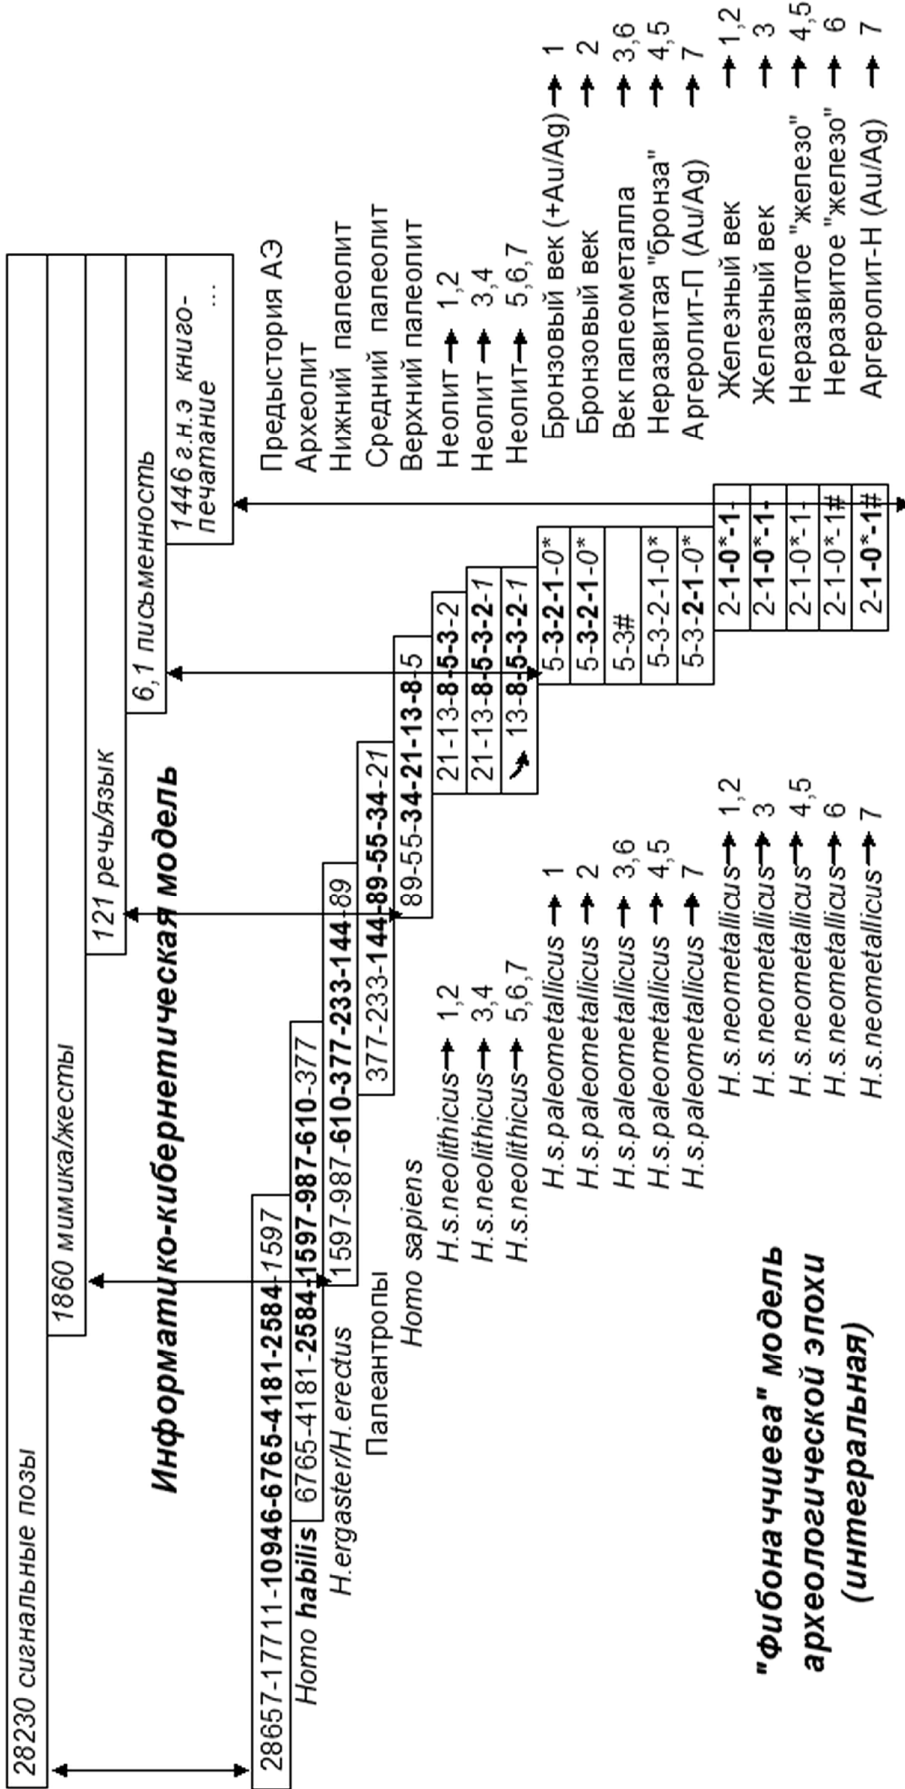 28230 сигнальные позы
1860 мимика/жесты
121 речь/язык
6,1 письменность
1446 г.н.э книго-
печатание ...
Информатико-кибернетическая модель
28657-17711-10946-6765-4181-2584-1597
Предыстория АЭ
Homo habilis 6765-4181-2584-1597-987-610-377
Археолит
H.ergaster/H.erectus 1597-987-610-377-233-144-89
Нижний палеолит
Палеантропы 377-233-144-89-55-34-21
Средний палеолит
Homo sapiens 89-55-34-21-13-8-5
Верхний палеолит
H.s.neolithicus→ 1,2 21-13-8-5-3-2 Неолит→ 1,2
H.s.neolithicus→ 3,4 21-13-8-5-3-2-1 Неолит→ 3,4
H.s.neolithicus→ 5,6,7 13-8-5-3-2-1 Неолит→ 5,6,7
H.s.paleometallicus → 1 5-3-2-1-0* Бронзовый век (+Au/Ag)→ 1
H.s.paleometallicus → 2 5-3-2-1-0* Бронзовый век → 2
H.s.paleometallicus → 3,6 5-3# Век палеометалла → 3,6
H.s.paleometallicus → 4,5 5-3-2-1-0* Неразвитая "бронза" → 4,5
H.s.paleometallicus → 7 5-3-2-1-0* Аргеролит-П (Au/Ag) → 7
H.s.neometallicus→ 1,2 2-1-0*-1- Железный век → 1,2
H.s.neometallicus→ 3 2-1-0*-1- Железный век → 3
H.s.neometallicus→ 4,5 2-1-0*-1- Неразвитое "железо" → 4,5
H.s.neometallicus→ 6 2-1-0*-1# Неразвитое "железо" → 6
H.s.neometallicus→ 7 2-1-0*-1# Аргеролит-Н (Au/Ag) → 7
"Фибоначчиева" модель
археологической эпохи
(интегральная)